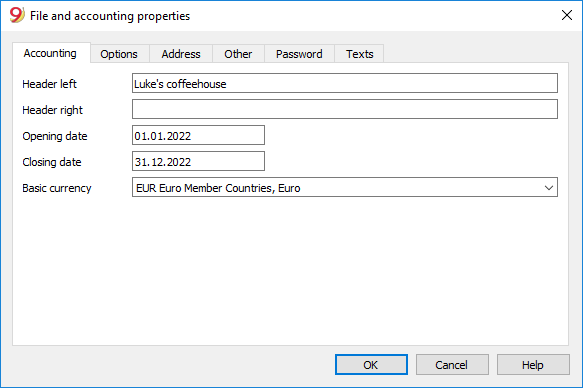 File and accounting properties
Accounting Options Address Other Password Texts
Header left Luke's coffeehouse
Header right
Opening date 01.01.2022
Closing date 31.12.2022
Basic currency EUR Euro Member Countries, Euro
OK Cancel Help